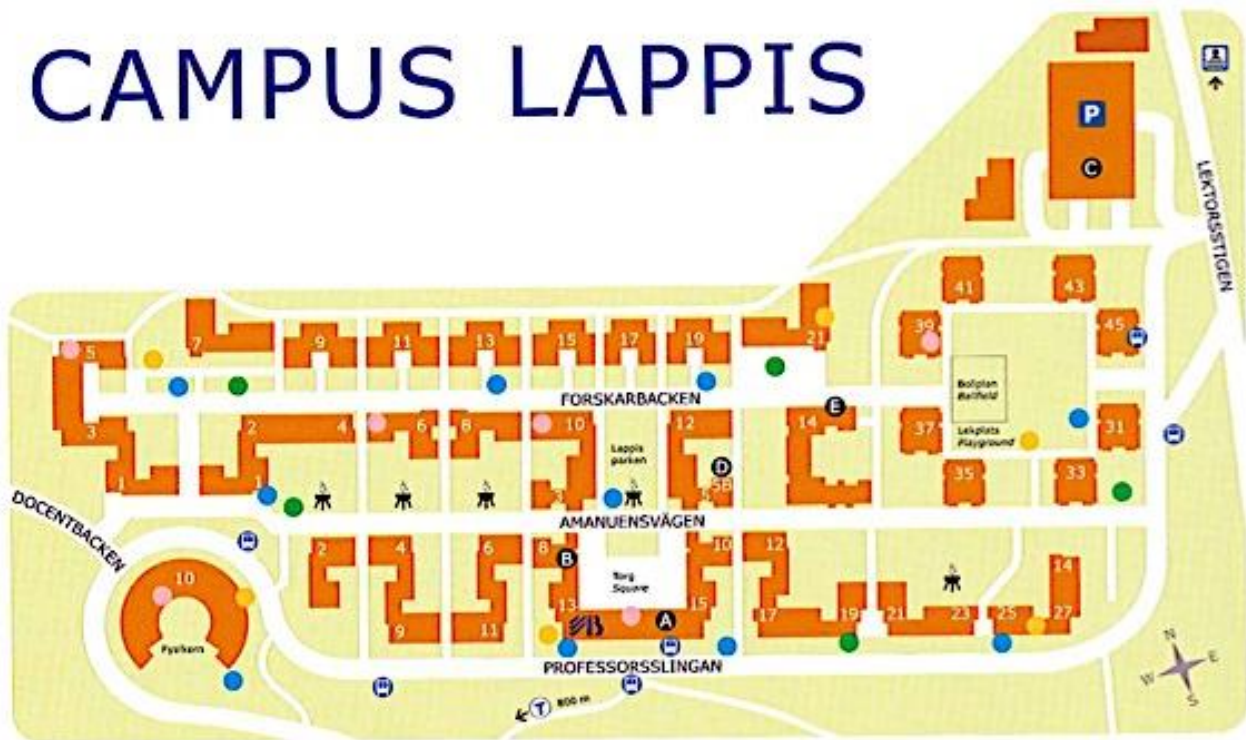 CAMPUS LAPPIS
P
C
LEKTORSSTIGEN
41
43
5
7
9
11
13
15
17
19
21
39
45
FORSKARBACKEN
Bollplan
Ballfield
E
3
2
4
6
8
10
12
14
37
31
Lappis
parken
Lekplats
Playground
D
1
1
3
5
5B
35
33
DOCENTBACKEN
AMANUENSVÄGEN
2
4
6
8
B
10
12
14
10
Torg
Square
13
15
A
17
19
21
23
25
27
9
11
PROFESSORSSLINGAN
T
800 m
N
E
S
W